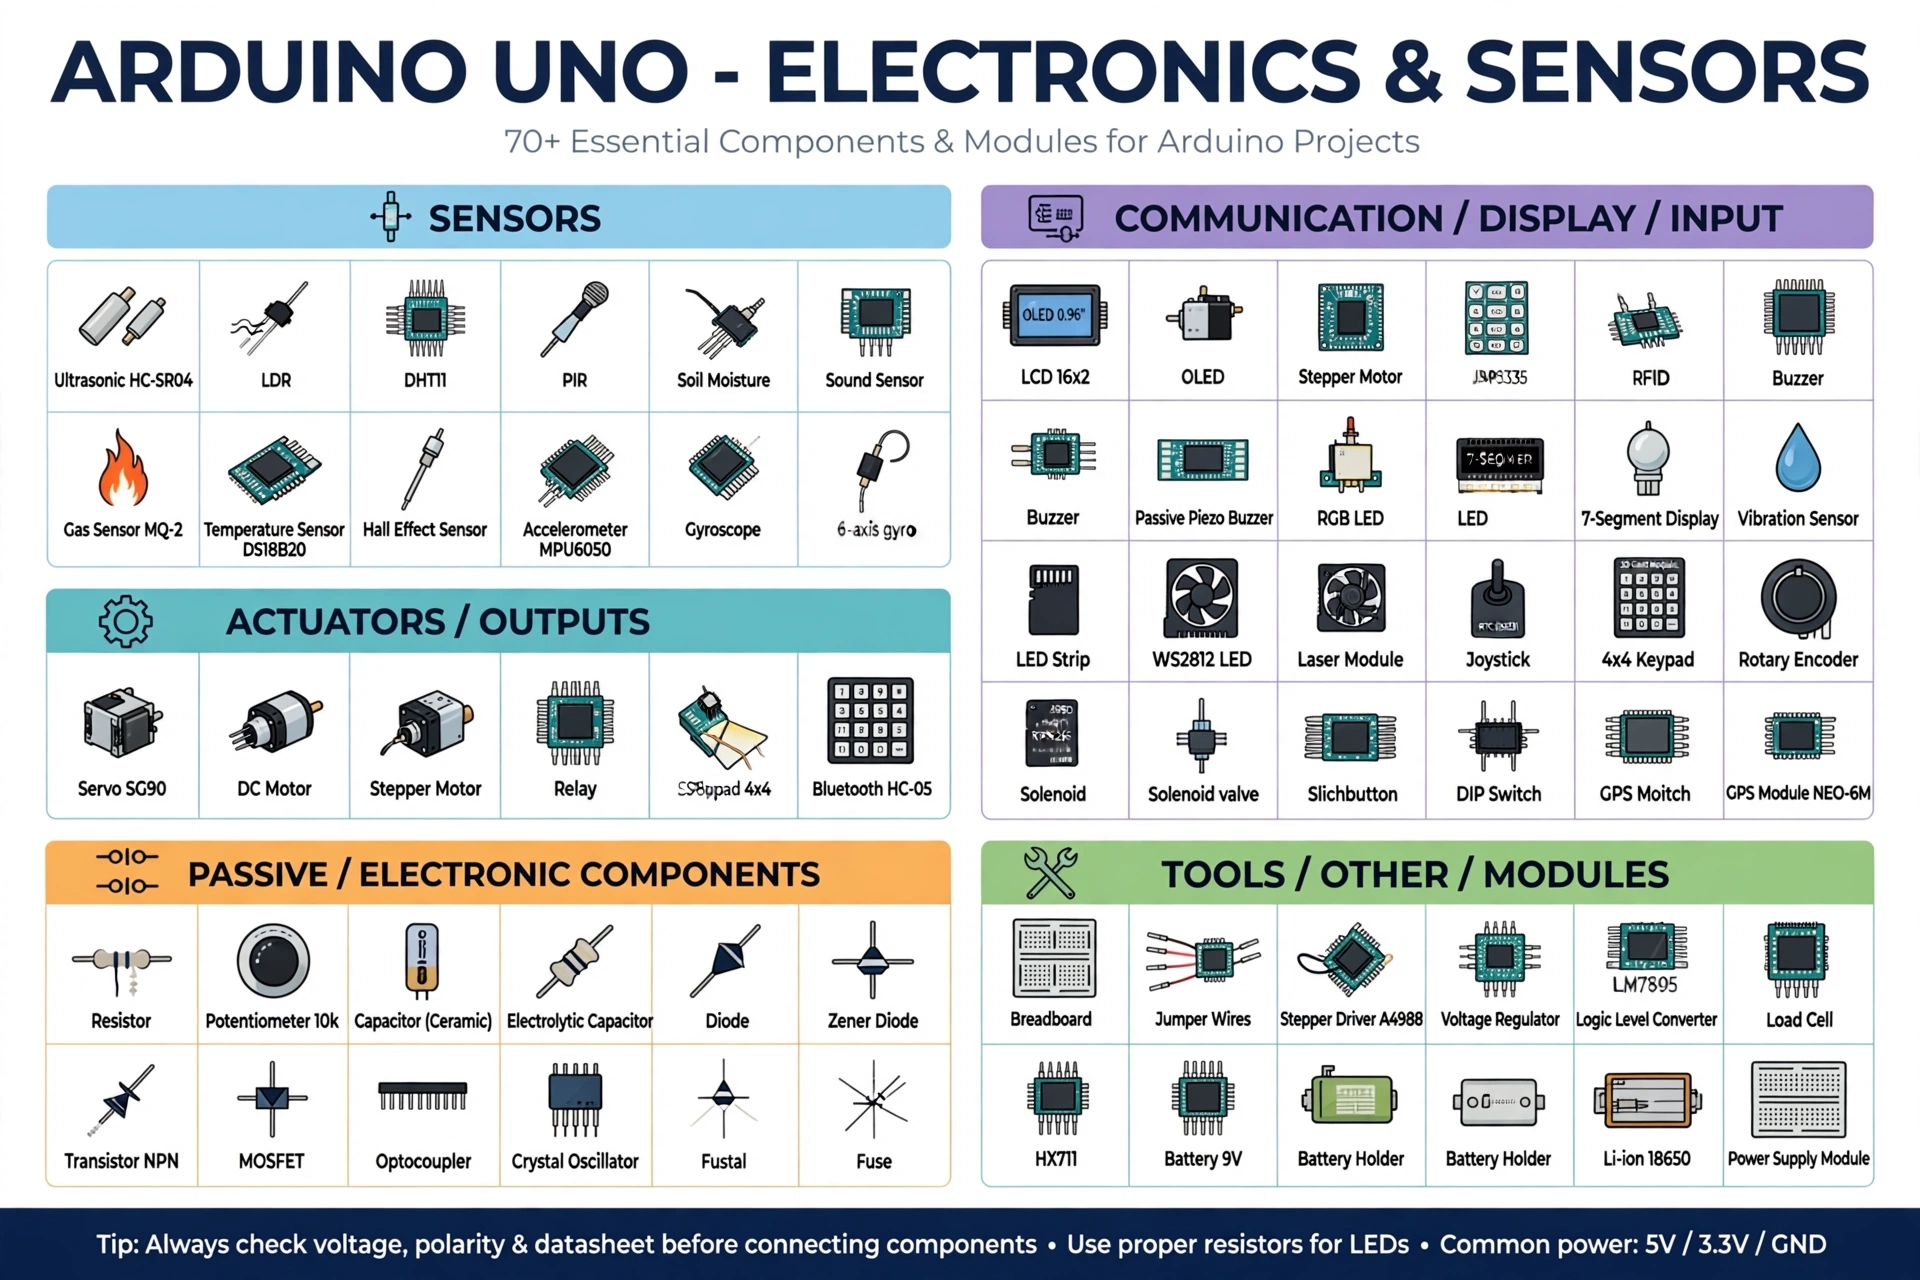 ARDUINO UNO - ELECTRONICS & SENSORS
70+ Essential Components & Modules for Arduino Projects
SENSORS
Ultrasonic HC-SR04
LDR
DHT11
PIR
Soil Moisture
Sound Sensor
Gas Sensor MQ-2
Temperature Sensor
DS18B20
Hall Effect Sensor
Accelerometer
MPU6050
Gyroscope
6-axis gyro
ACTUATORS / OUTPUTS
Servo SG90
DC Motor
Stepper Motor
Relay
4x4
Bluetooth HC-05
PASSIVE / ELECTRONIC COMPONENTS
Resistor
Potentiometer 10k
Capacitor (Ceramic)
Electrolytic Capacitor
Diode
Zener Diode
Transistor NPN
MOSFET
Optocoupler
Crystal Oscillator
Fustal
Fuse
COMMUNICATION / DISPLAY / INPUT
OLED 0.96"
LCD 16x2
OLED
Stepper Motor
RFID
Buzzer
Buzzer
Passive Piezo Buzzer
RGB LED
LED
7-Segment Display
Vibration Sensor
LED Strip
WS2812 LED
Laser Module
Joystick
4x4 Keypad
Rotary Encoder
Solenoid
Solenoid valve
Slichbutton
DIP Switch
GPS Moitch
GPS Module NEO-6M
TOOLS / OTHER / MODULES
Breadboard
Jumper Wires
Stepper Driver A4988
Voltage Regulator
LM7895
Logic Level Converter
Load Cell
HX711
Battery 9V
Battery Holder
Battery Holder
Li-ion 18650
Power Supply Module
Tip: Always check voltage, polarity & datasheet before connecting components • Use proper resistors for LEDs • Common power: 5V / 3.3V / GND